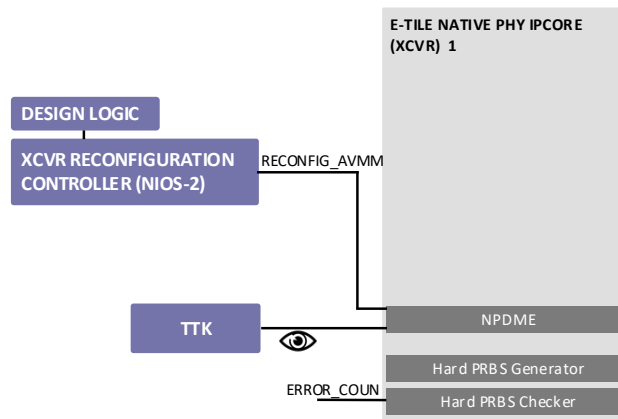 E-TILE NATIVE PHY IPCORE
(XCVR) 1
DESIGN LOGIC
XCVR RECONFIGURATION
CONTROLLER (NIOS-2)
RECONFIG_AVMM
NPDME
TTK
Hard PRBS Generator
ERROR_COUN
Hard PRBS Checker